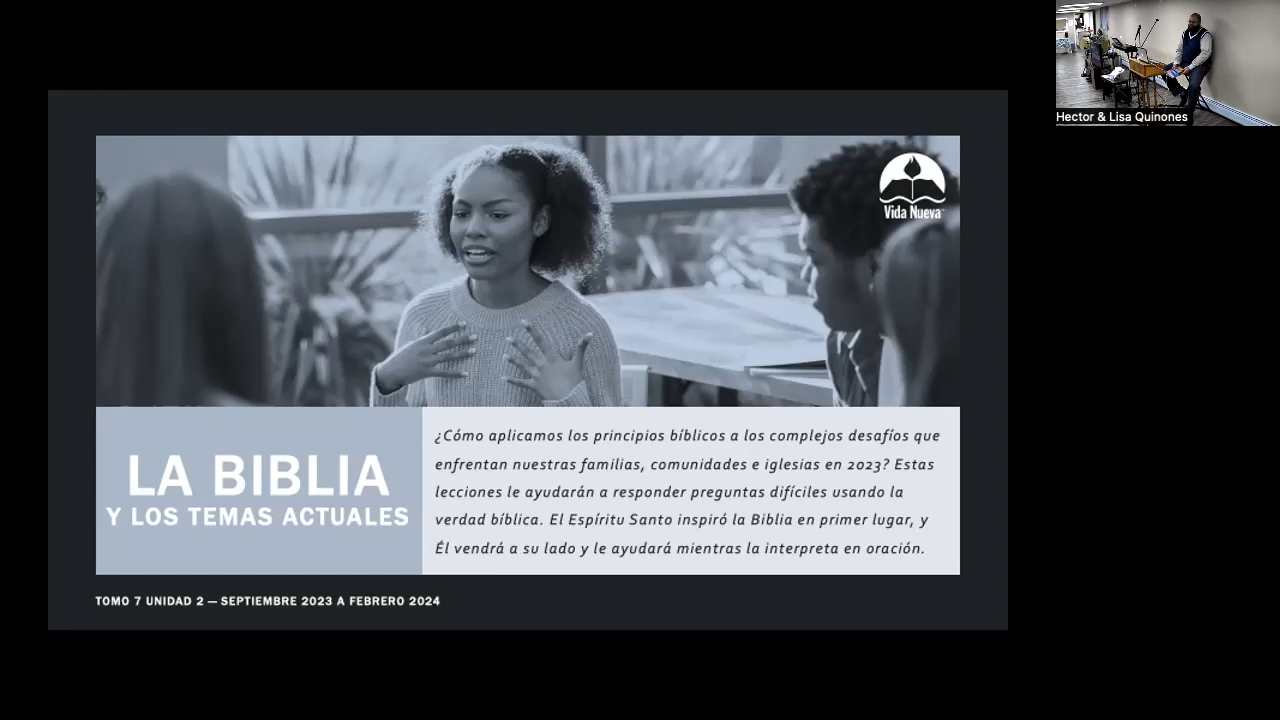 Hector & Lisa Quinones
Vida Nueva
LA BIBLIA
Y LOS TEMAS ACTUALES
¿Cómo aplicamos los principios bíblicos a los complejos desafíos que
enfrentan nuestras familias, comunidades e iglesias en 2023? Estas
lecciones le ayudarán a responder preguntas difíciles usando la
verdad bíblica. El Espíritu Santo inspiró la Biblia en primer lugar, y
Él vendrá a su lado y le ayudará mientras la interpreta en oración.
TOMO 7 UNIDAD 2 — SEPTIEMBRE 2023 A FEBRERO 2024